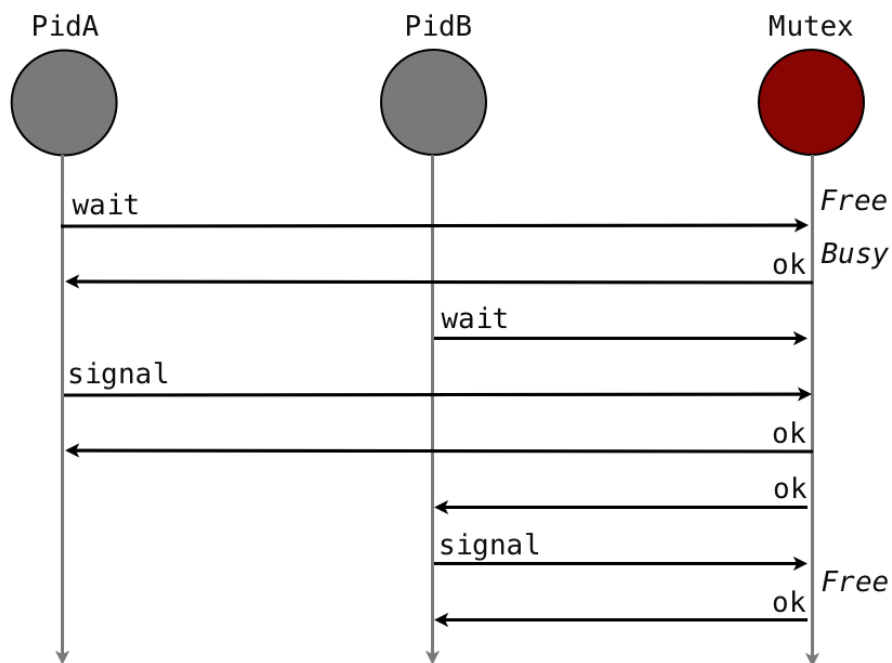 PidA
PidB
Mutex
wait
Free
Busy
ok
wait
signal
ok
ok
signal
Free
ok